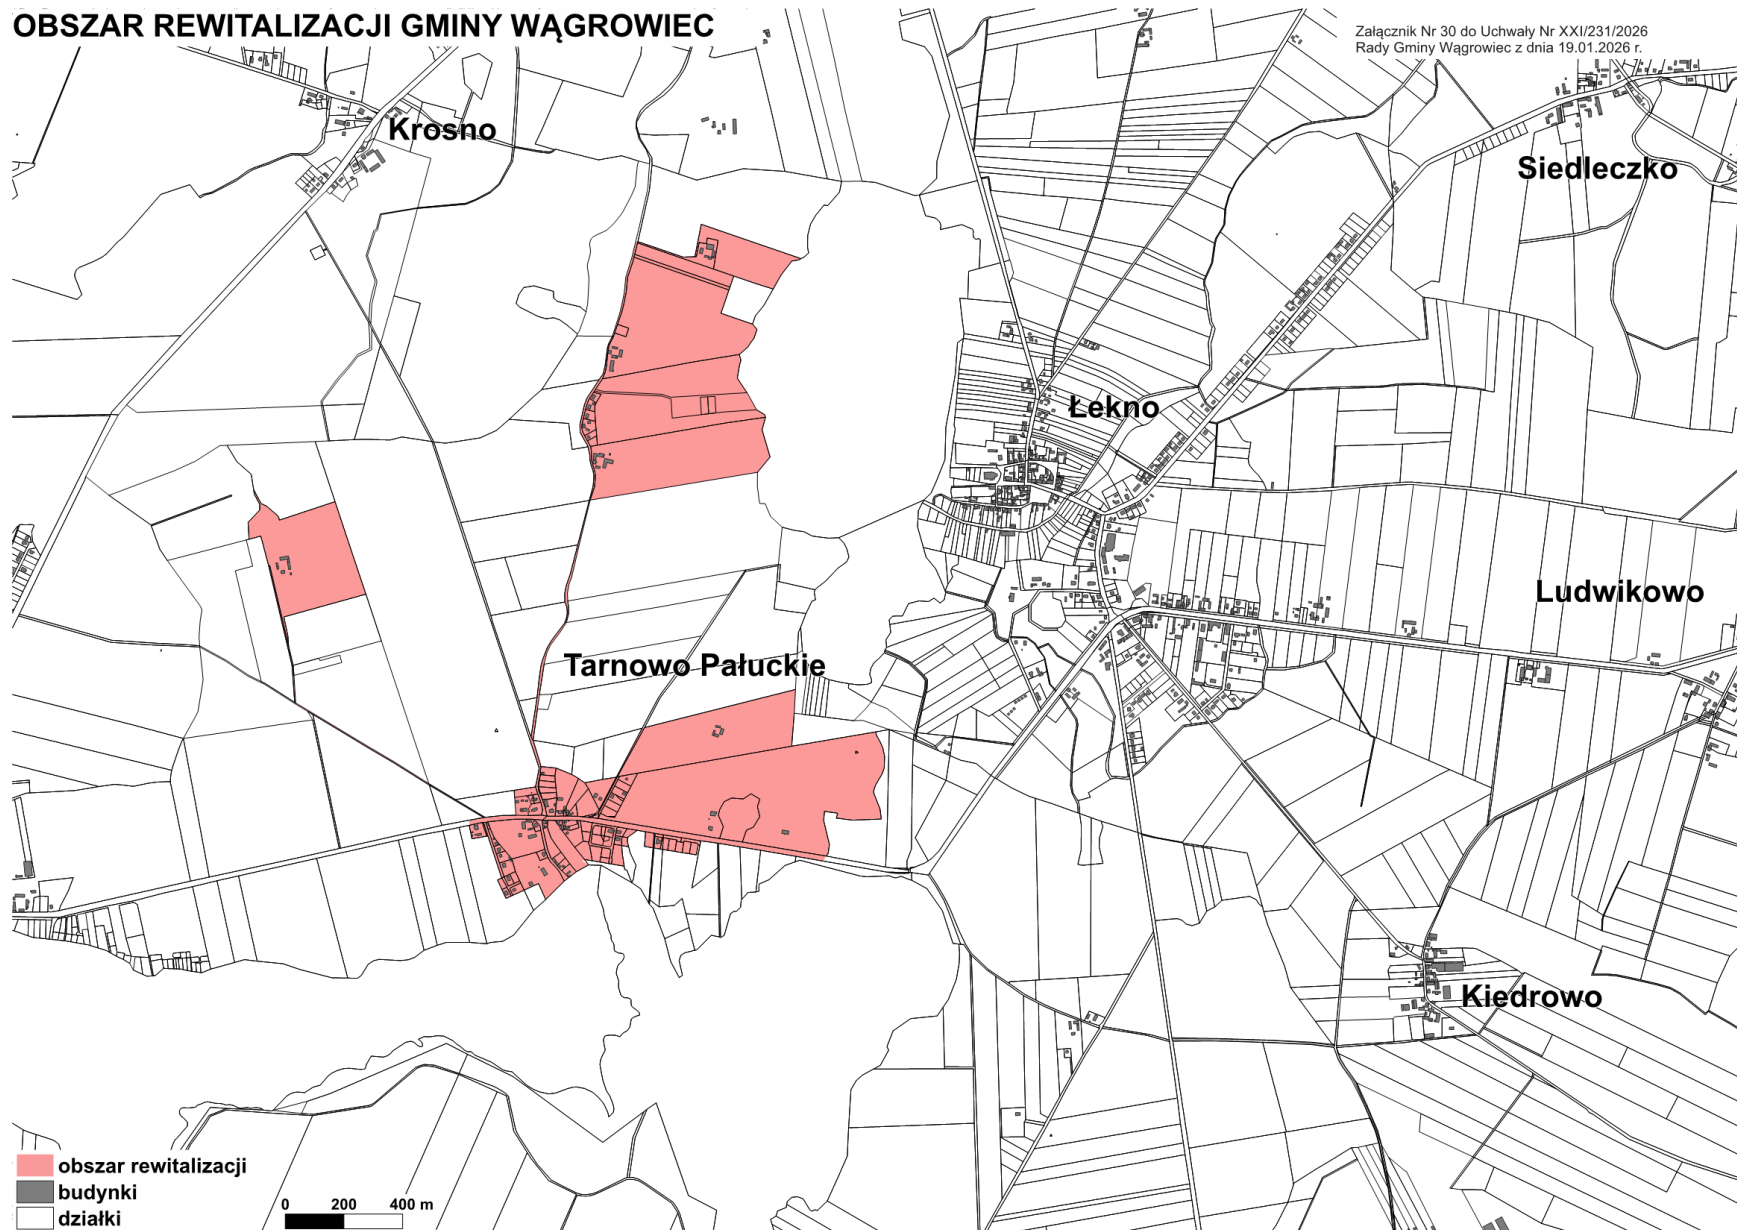 OBSZAR REWITALIZACJI GMINY WĄGROWIEC
Załącznik Nr 30 do Uchwały Nr XXI/231/2026
Rady Gminy Wągrowiec z dnia 19.01.2026 r.
Krosno
Siedleczko
Łekno
Ludwikowo
Tarnowo Pałuckie
Kiedrowo
obszar rewitalizacji
budynki
działki
0 200 400 m